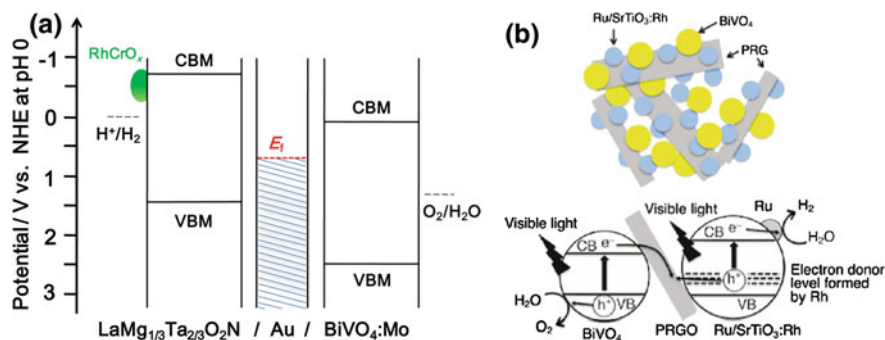 (a)
Potential / V vs. NHE at pH 0
-1
0
1
2
3
RhCrOₓ
H⁺/H₂
CBM
VBM
E_f
CBM
VBM
O₂/H₂O
LaMg₁/₃Ta₂/₃O₂N / Au / BiVO₄:Mo
(b)
Ru/SrTiO₃:Rh
BiVO₄
PRG
Visible light
CB e⁻
H₂O
O₂
h⁺
VB
BiVO₄
PRGO
Visible light
Ru
H₂
H₂O
CB e⁻
h⁺
VB
Electron donor
level formed
by Rh
Ru/SrTiO₃:Rh